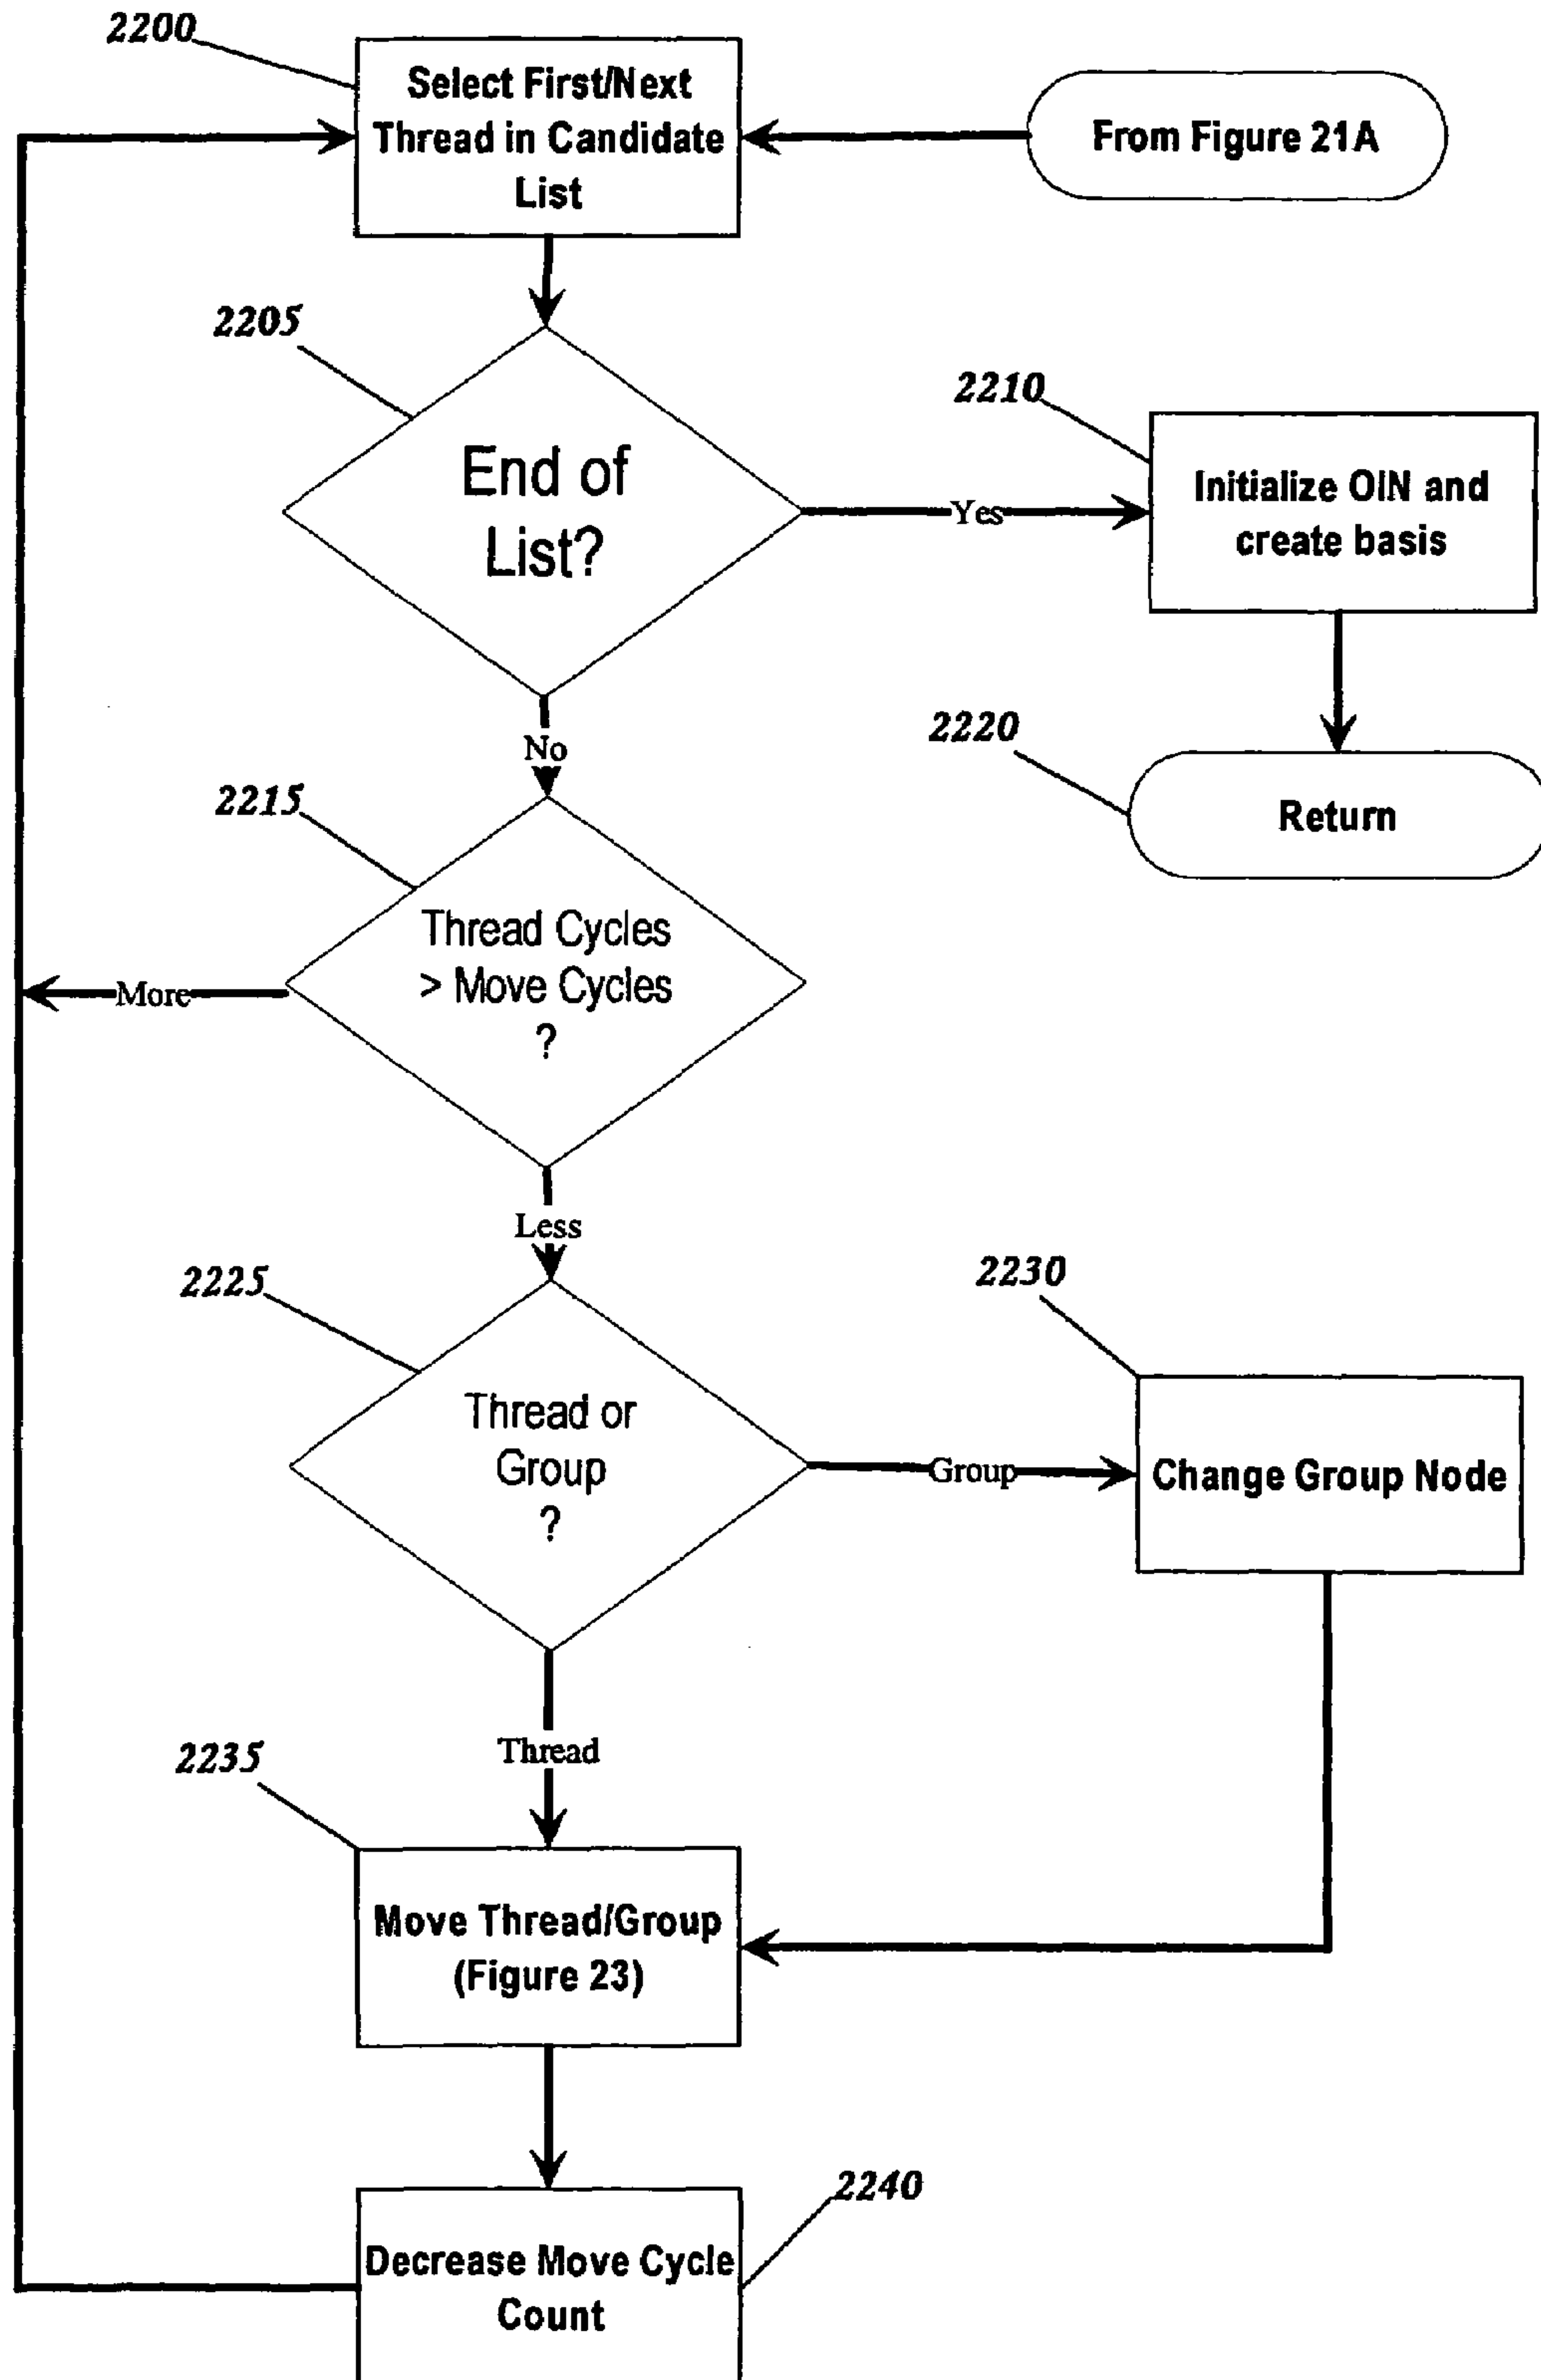 2200
Select First/Next
Thread in Candidate
List
From Figure 21A
2205
End of
List?
Yes
2210
Initialize OIN and
create basis
No
2220
Return
2215
Thread Cycles
> Move Cycles
?
More
Less
2225
Thread or
Group
?
Group
2230
Change Group Node
Thread
2235
Move Thread/Group
(Figure 23)
2240
Decrease Move Cycle
Count